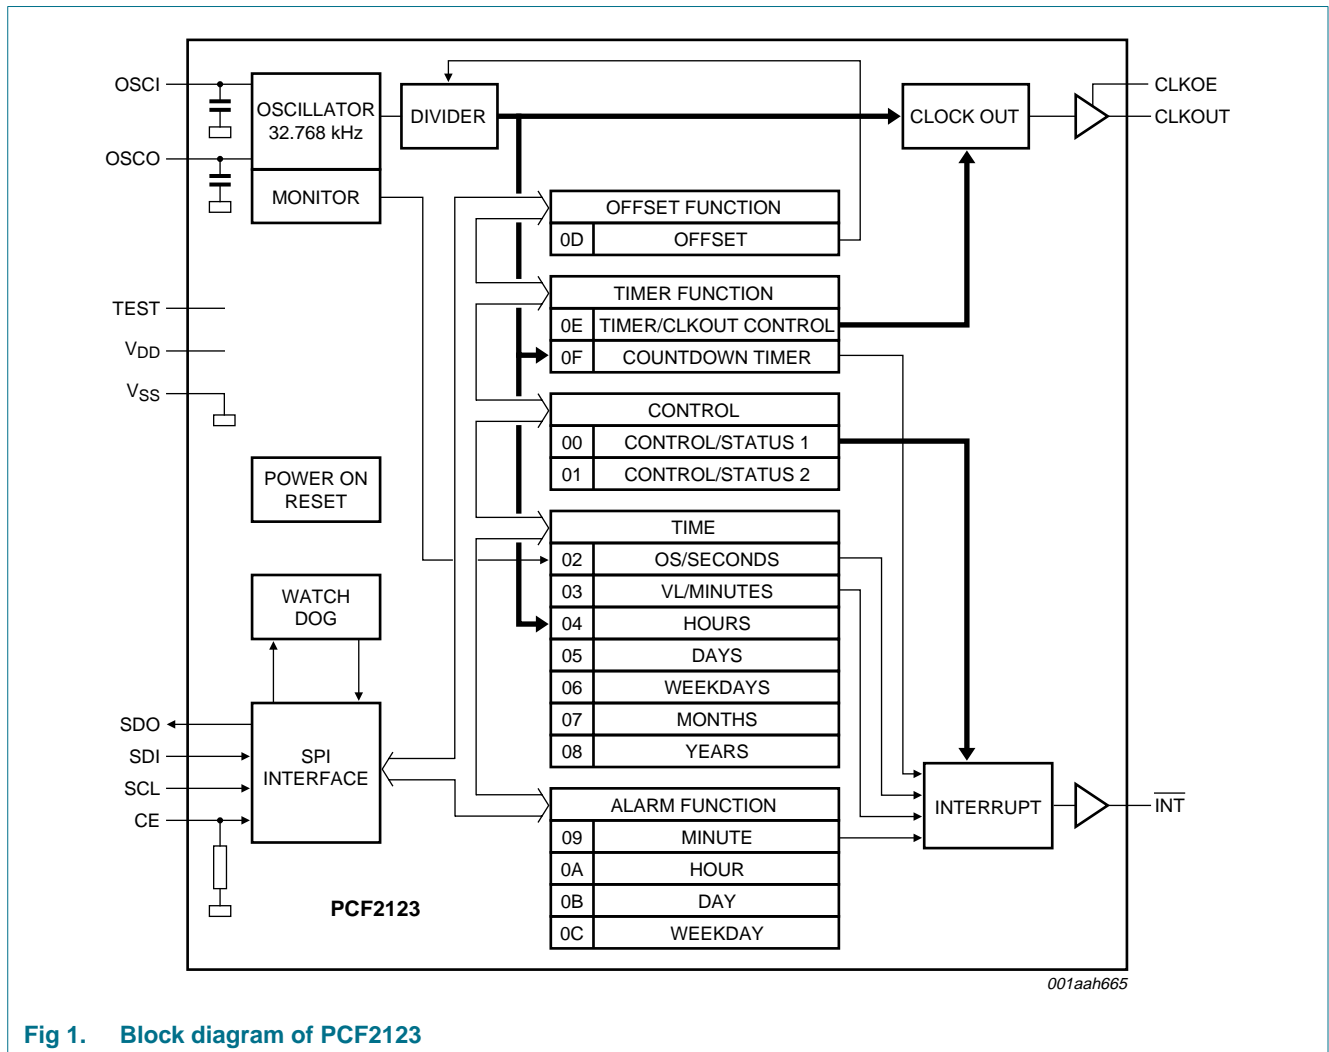 OSCI
OSCO
TEST
VDD
VSS
SDO
SDI
SCL
CE
OSCILLATOR
32.768 kHz
MONITOR
DIVIDER
POWER ON
RESET
WATCH
DOG
SPI
INTERFACE
PCF2123
OFFSET FUNCTION
0D OFFSET
TIMER FUNCTION
0E TIMER/CLKOUT CONTROL
0F COUNTDOWN TIMER
CONTROL
00 CONTROL/STATUS 1
01 CONTROL/STATUS 2
TIME
02 OS/SECONDS
03 VL/MINUTES
04 HOURS
05 DAYS
06 WEEKDAYS
07 MONTHS
08 YEARS
ALARM FUNCTION
09 MINUTE
0A HOUR
0B DAY
0C WEEKDAY
CLOCK OUT
CLKOE
CLKOUT
INTERRUPT
INT
001aah665
Fig 1. Block diagram of PCF2123